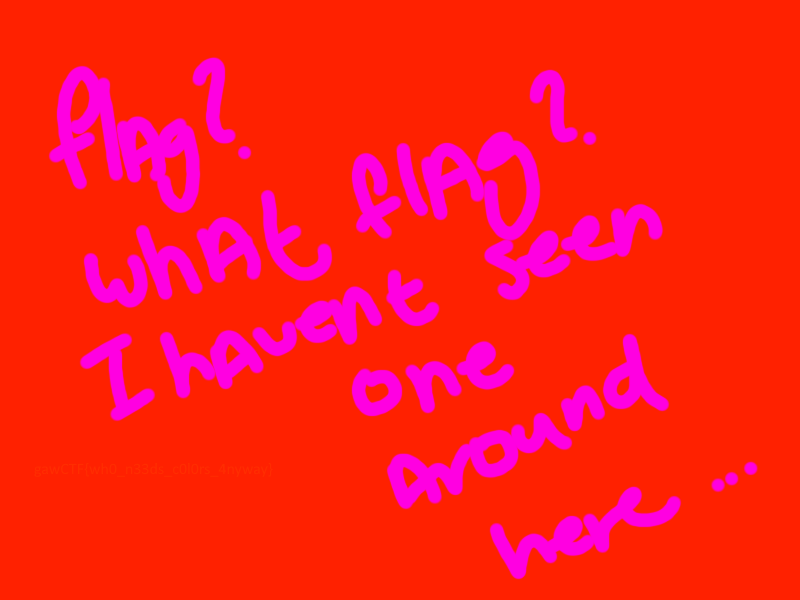 flag?
what flag?
I havent seen
one
Around
here ...